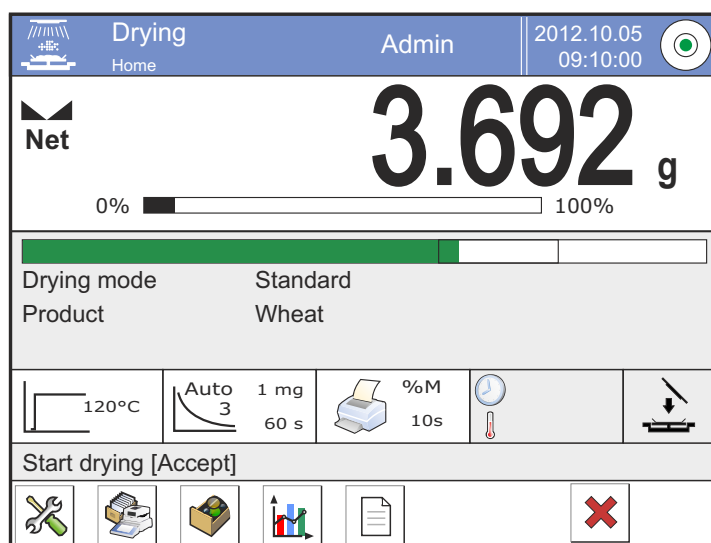 Drying
Home
Admin
2012.10.05
09:10:00
Net
3.692 g
0% 100%
Drying mode Standard
Product Wheat
120°C
Auto 3
1 mg
60 s
%M
10s
Start drying [Accept]